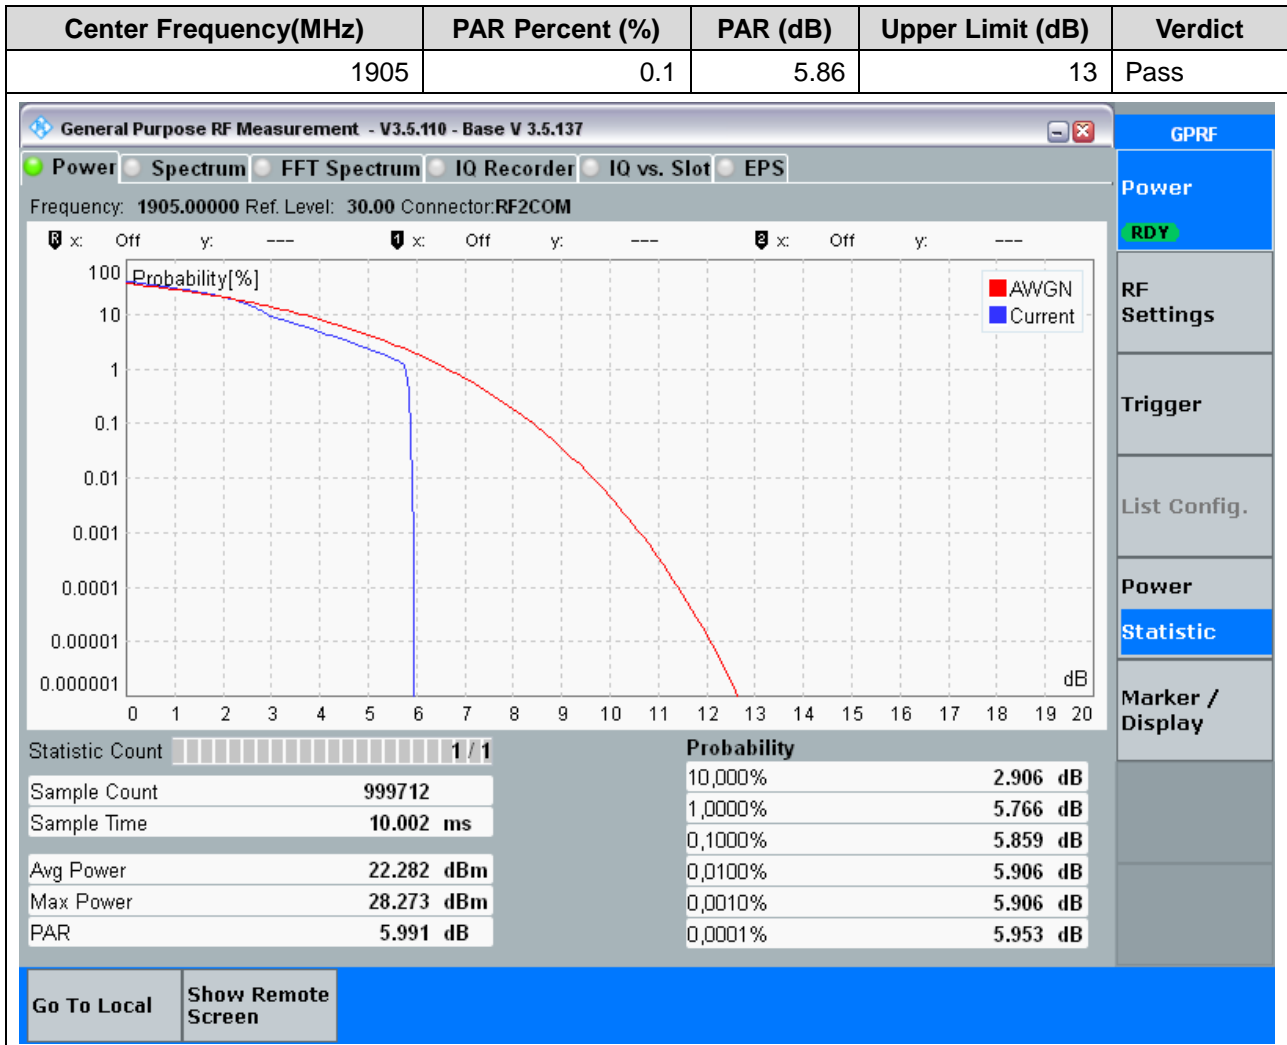 Center Frequency(MHz) PAR Percent (%) PAR (dB) Upper Limit (dB) Verdict
1905 0.1 5.86 13 Pass
General Purpose RF Measurement - V3.5.110 - Base V 3.5.137
GPRF
Power Spectrum FFT Spectrum IQ Recorder IQ vs. Slot EPS
Frequency: 1905.00000 Ref. Level: 30.00 Connector:RF2COM
R x: Off y: --- 1 x: Off y: --- 2 x: Off y: ---
Probability[%]
AWGN
Current
100
10
1
0.1
0.01
0.001
0.0001
0.00001
0.000001
dB
0 1 2 3 4 5 6 7 8 9 10 11 12 13 14 15 16 17 18 19 20
Statistic Count 1 / 1
Sample Count 999712
Sample Time 10.002 ms
Avg Power 22.282 dBm
Max Power 28.273 dBm
PAR 5.991 dB
Probability
10,000% 2.906 dB
1,0000% 5.766 dB
0,1000% 5.859 dB
0,0100% 5.906 dB
0,0010% 5.906 dB
0,0001% 5.953 dB
Power
RDY
RF
Settings
Trigger
List Config.
Power
Statistic
Marker /
Display
Go To Local
Show Remote
Screen